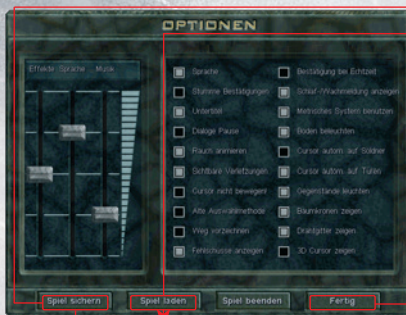 OPTIONEN
Effekte Sprache Musik
Sprache
Stumme Bestätigungen
Untertitel
Dialoge Pause
Rauch animieren
Sichtbare Verletzungen
Cursor nicht bewegen!
Alte Auswahlmethode
Weg vorzeichnen
Fehlschüsse anzeigen
Bestätigung bei Echtzeit
Schlaf-/Wachmeldung anzeigen
Metrisches System benutzen
Boden beleuchten
Cursor autom. auf Söldner
Cursor autom. auf Türen
Gegenstände leuchten
Baumkronen zeigen
Drahtgitter zeigen
3D Cursor zeigen
Spiel sichern Spiel laden Spiel beenden Fertig